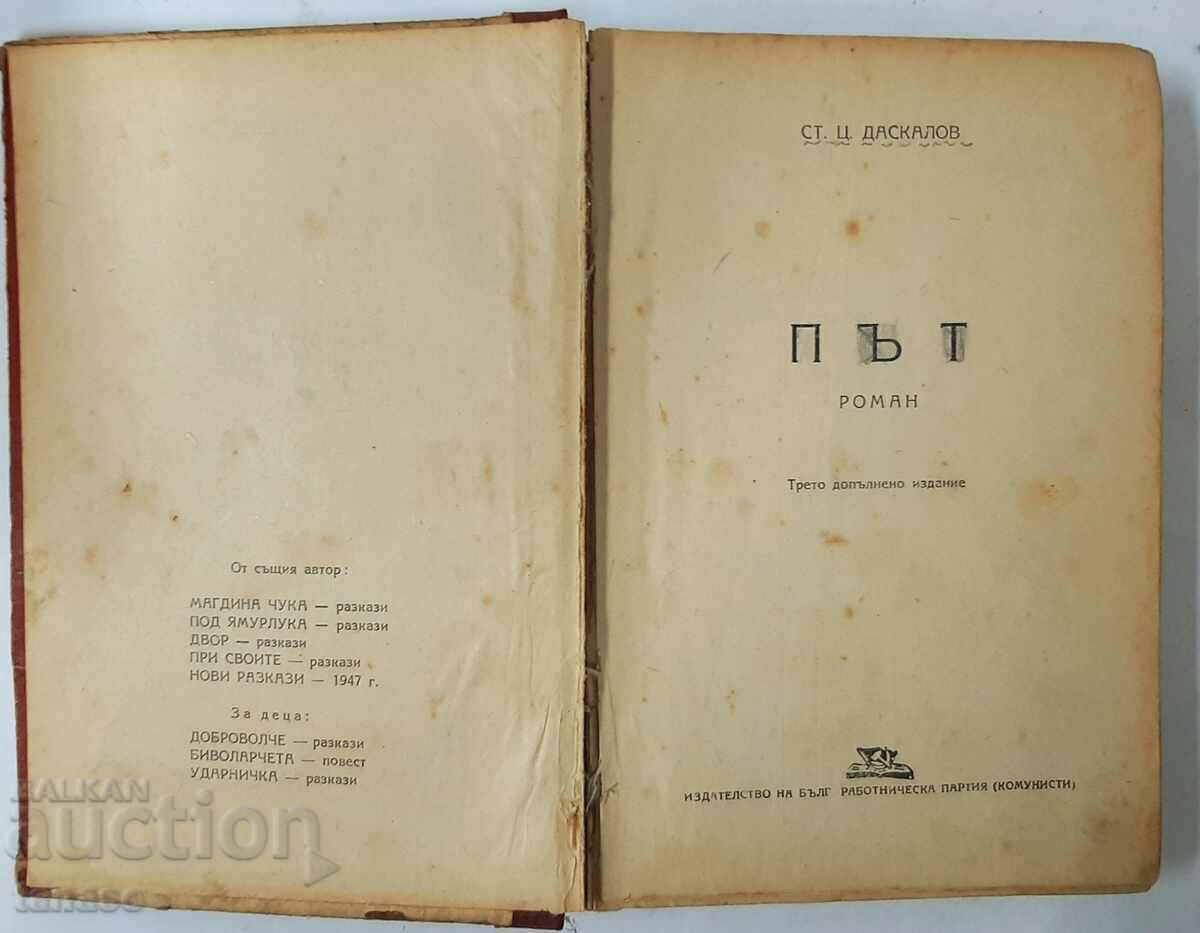 От същия автор:
МАГДИНА ЧУКА — разкази
ПОД ЯМУРЛУКА — разкази
ДВОР — разкази
ПРИ СВОИТЕ — разкази
НОВИ РАЗКАЗИ — 1947 г.
За деца:
ДОБРОВОЛЧЕ — разкази
БИВОЛАРЧЕТА — повест
УДАРНИЧКА — разкази
СТ. Ц. ДАСКАЛОВ
ПЪТ
РОМАН
Трето допълнено издание
ИЗДАТЕЛСТВО НА БЪЛГ РАБОТНИЧЕСКА ПАРТИЯ (КОМУНИСТИ)
BALKAN
auction
tanaso